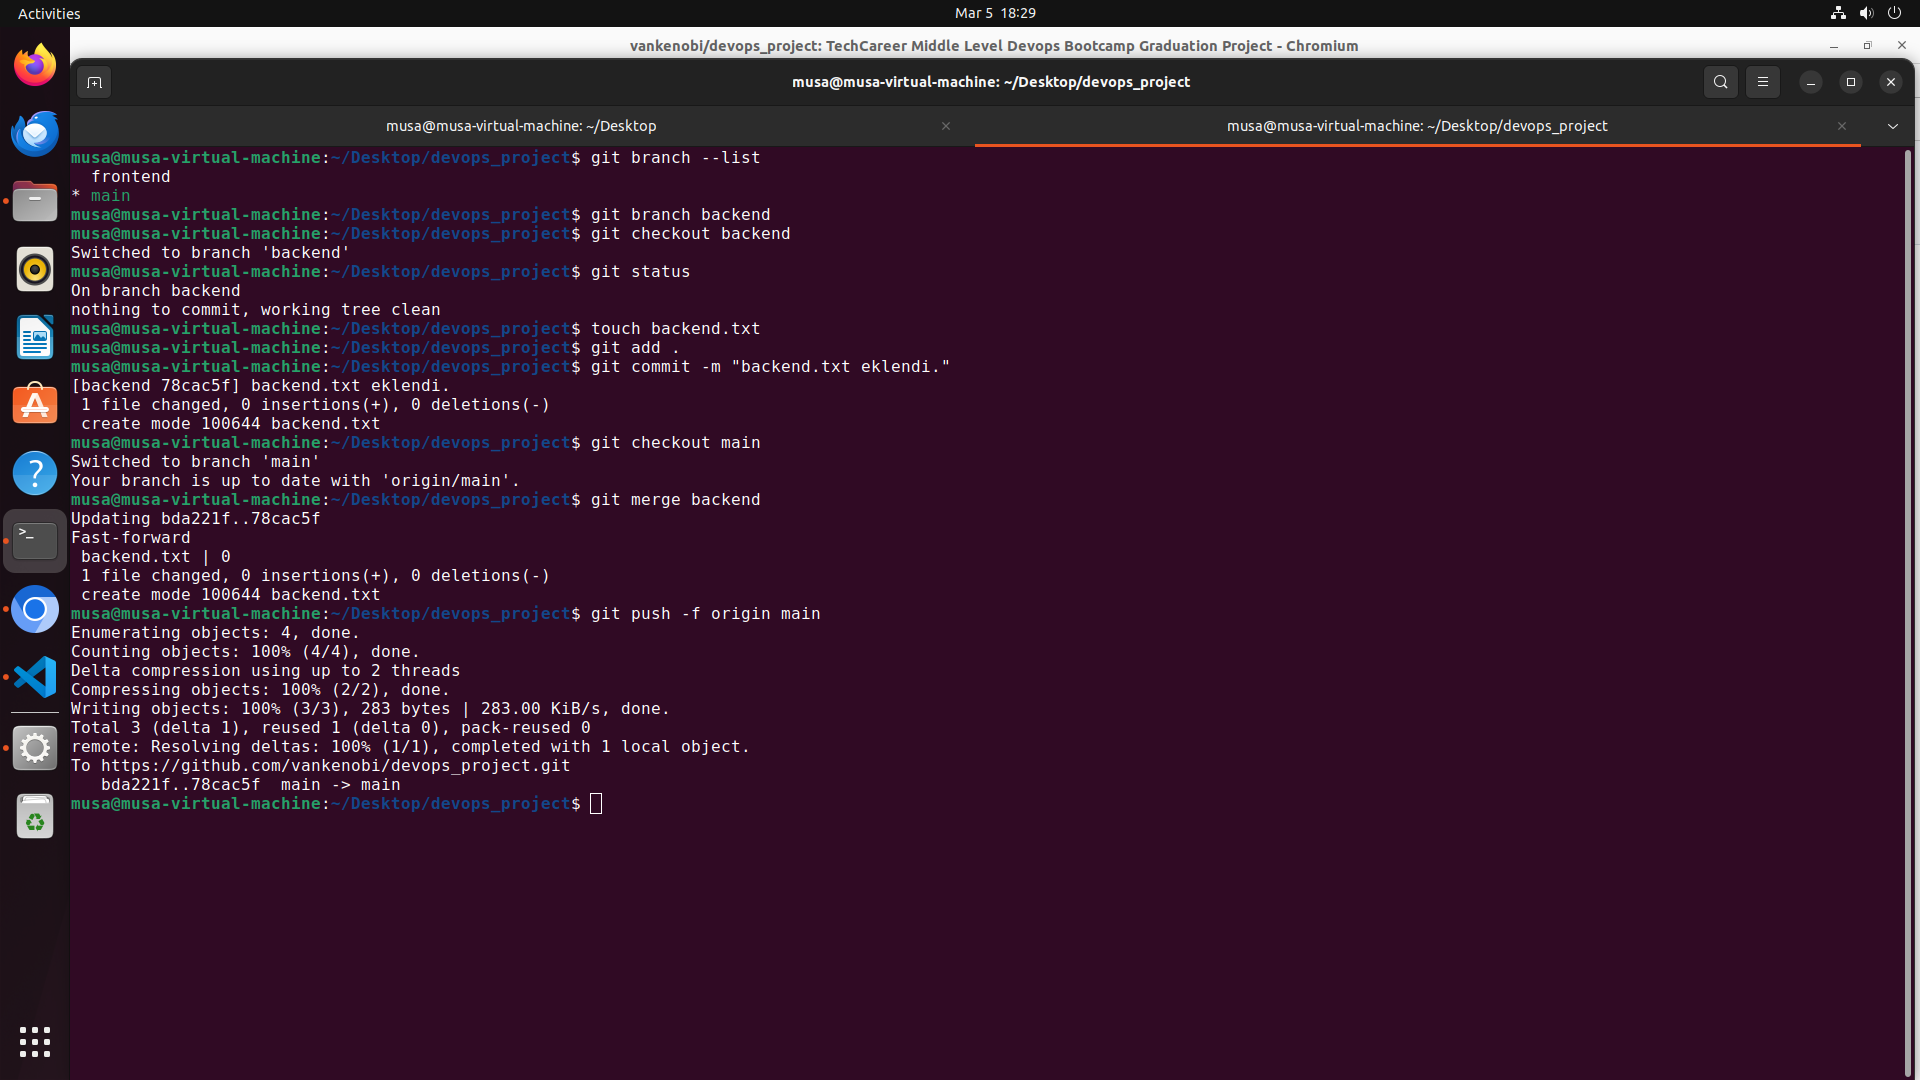 Activities
Mar 5 18:29
vankenobi/devops_project: TechCareer Middle Level Devops Bootcamp Graduation Project - Chromium
musa@musa-virtual-machine: ~/Desktop/devops_project
musa@musa-virtual-machine: ~/Desktop
musa@musa-virtual-machine: ~/Desktop/devops_project
musa@musa-virtual-machine:~/Desktop/devops_project$ git branch --list
  frontend
* main
musa@musa-virtual-machine:~/Desktop/devops_project$ git branch backend
musa@musa-virtual-machine:~/Desktop/devops_project$ git checkout backend
Switched to branch 'backend'
musa@musa-virtual-machine:~/Desktop/devops_project$ git status
On branch backend
nothing to commit, working tree clean
musa@musa-virtual-machine:~/Desktop/devops_project$ touch backend.txt
musa@musa-virtual-machine:~/Desktop/devops_project$ git add .
musa@musa-virtual-machine:~/Desktop/devops_project$ git commit -m "backend.txt eklendi."
[backend 78cac5f] backend.txt eklendi.
 1 file changed, 0 insertions(+), 0 deletions(-)
 create mode 100644 backend.txt
musa@musa-virtual-machine:~/Desktop/devops_project$ git checkout main
Switched to branch 'main'
Your branch is up to date with 'origin/main'.
musa@musa-virtual-machine:~/Desktop/devops_project$ git merge backend
Updating bda221f..78cac5f
Fast-forward
 backend.txt | 0
 1 file changed, 0 insertions(+), 0 deletions(-)
 create mode 100644 backend.txt
musa@musa-virtual-machine:~/Desktop/devops_project$ git push -f origin main
Enumerating objects: 4, done.
Counting objects: 100% (4/4), done.
Delta compression using up to 2 threads
Compressing objects: 100% (2/2), done.
Writing objects: 100% (3/3), 283 bytes | 283.00 KiB/s, done.
Total 3 (delta 1), reused 1 (delta 0), pack-reused 0
remote: Resolving deltas: 100% (1/1), completed with 1 local object.
To https://github.com/vankenobi/devops_project.git
   bda221f..78cac5f  main -> main
musa@musa-virtual-machine:~/Desktop/devops_project$